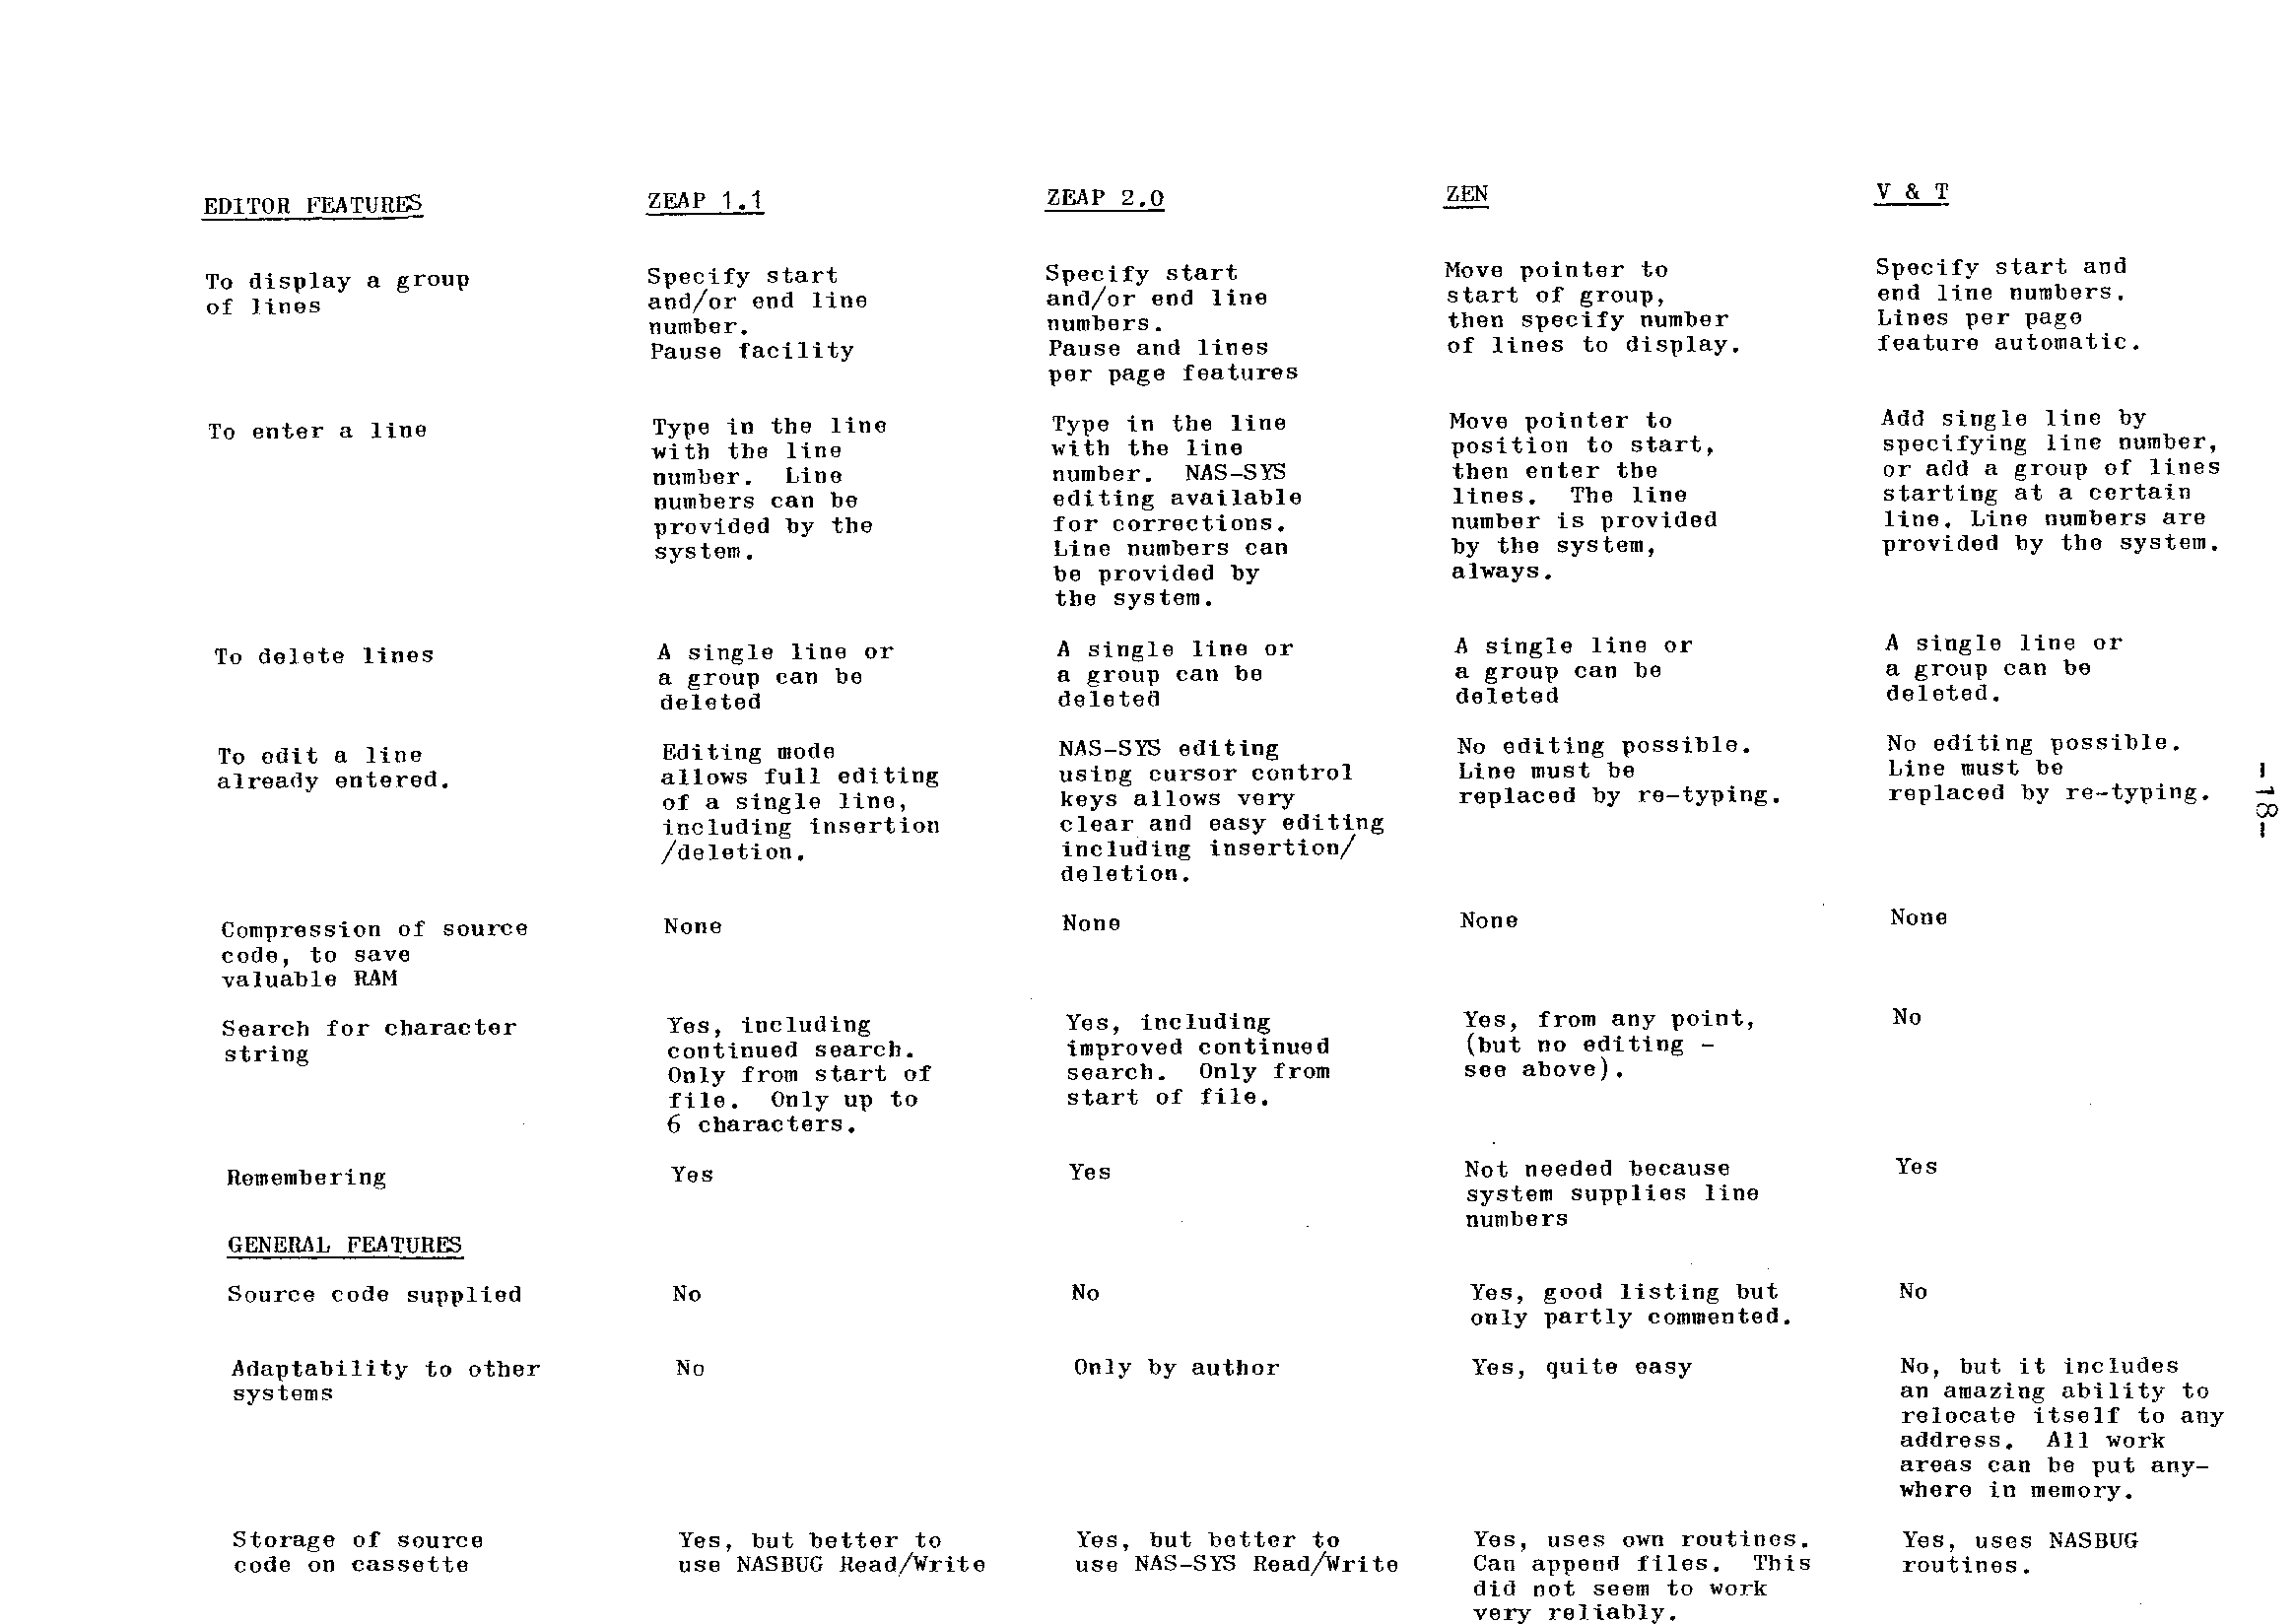 EDITOR FEATURES
ZEAP 1.1
ZEAP 2.0
ZEN
V & T
To display a group
of lines
Specify start
and/or end line
number.
Pause facility
Specify start
and/or end line
numbers.
Pause and lines
per page features
Move pointer to
start of group,
then specify number
of lines to display.
Specify start and
end line numbers.
Lines per page
feature automatic.
To enter a line
Type in the line
with the line
number.  Line
numbers can be
provided by the
system.
Type in the line
with the line
number.  NAS-SYS
editing available
for corrections.
Line numbers can
be provided by
the system.
Move pointer to
position to start,
then enter the
lines.  The line
number is provided
by the system,
always.
Add single line by
specifying line number,
or add a group of lines
starting at a certain
line. Line numbers are
provided by the system.
To delete lines
A single line or
a group can be
deleted
A single line or
a group can be
deleted
A single line or
a group can be
deleted
A single line or
a group can be
deleted.
To edit a line
already entered.
Editing mode
allows full editing
of a single line,
including insertion
/deletion.
NAS-SYS editing
using cursor control
keys allows very
clear and easy editing
including insertion/
deletion.
No editing possible.
Line must be
replaced by re-typing.
No editing possible.
Line must be
replaced by re-typing.
-18-
Compression of source
code, to save
valuable RAM
None
None
None
None
Search for character
string
Yes, including
continued search.
Only from start of
file.  Only up to
6 characters.
Yes, including
improved continued
search.  Only from
start of file.
Yes, from any point,
(but no editing -
see above).
No
Remembering
Yes
Yes
Not needed because
system supplies line
numbers
Yes
GENERAL FEATURES
Source code supplied
No
No
Yes, good listing but
only partly commented.
No
Adaptability to other
systems
No
Only by author
Yes, quite easy
No, but it includes
an amazing ability to
relocate itself to any
address.  All work
areas can be put any-
where in memory.
Storage of source
code on cassette
Yes, but better to
use NASBUG Read/Write
Yes, but better to
use NAS-SYS Read/Write
Yes, uses own routines.
Can append files.  This
did not seem to work
very reliably.
Yes, uses NASBUG
routines.